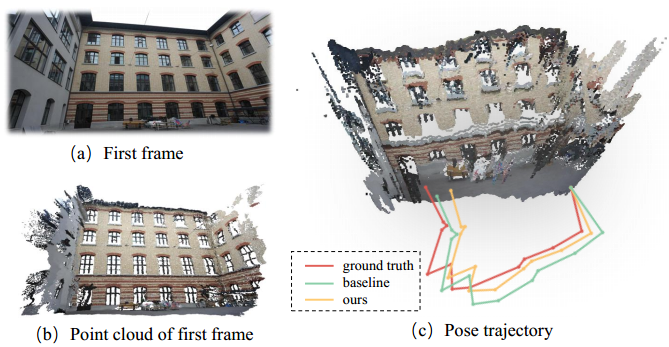 (a) First frame
(b) Point cloud of first frame
ground truth
baseline
ours
(c) Pose trajectory